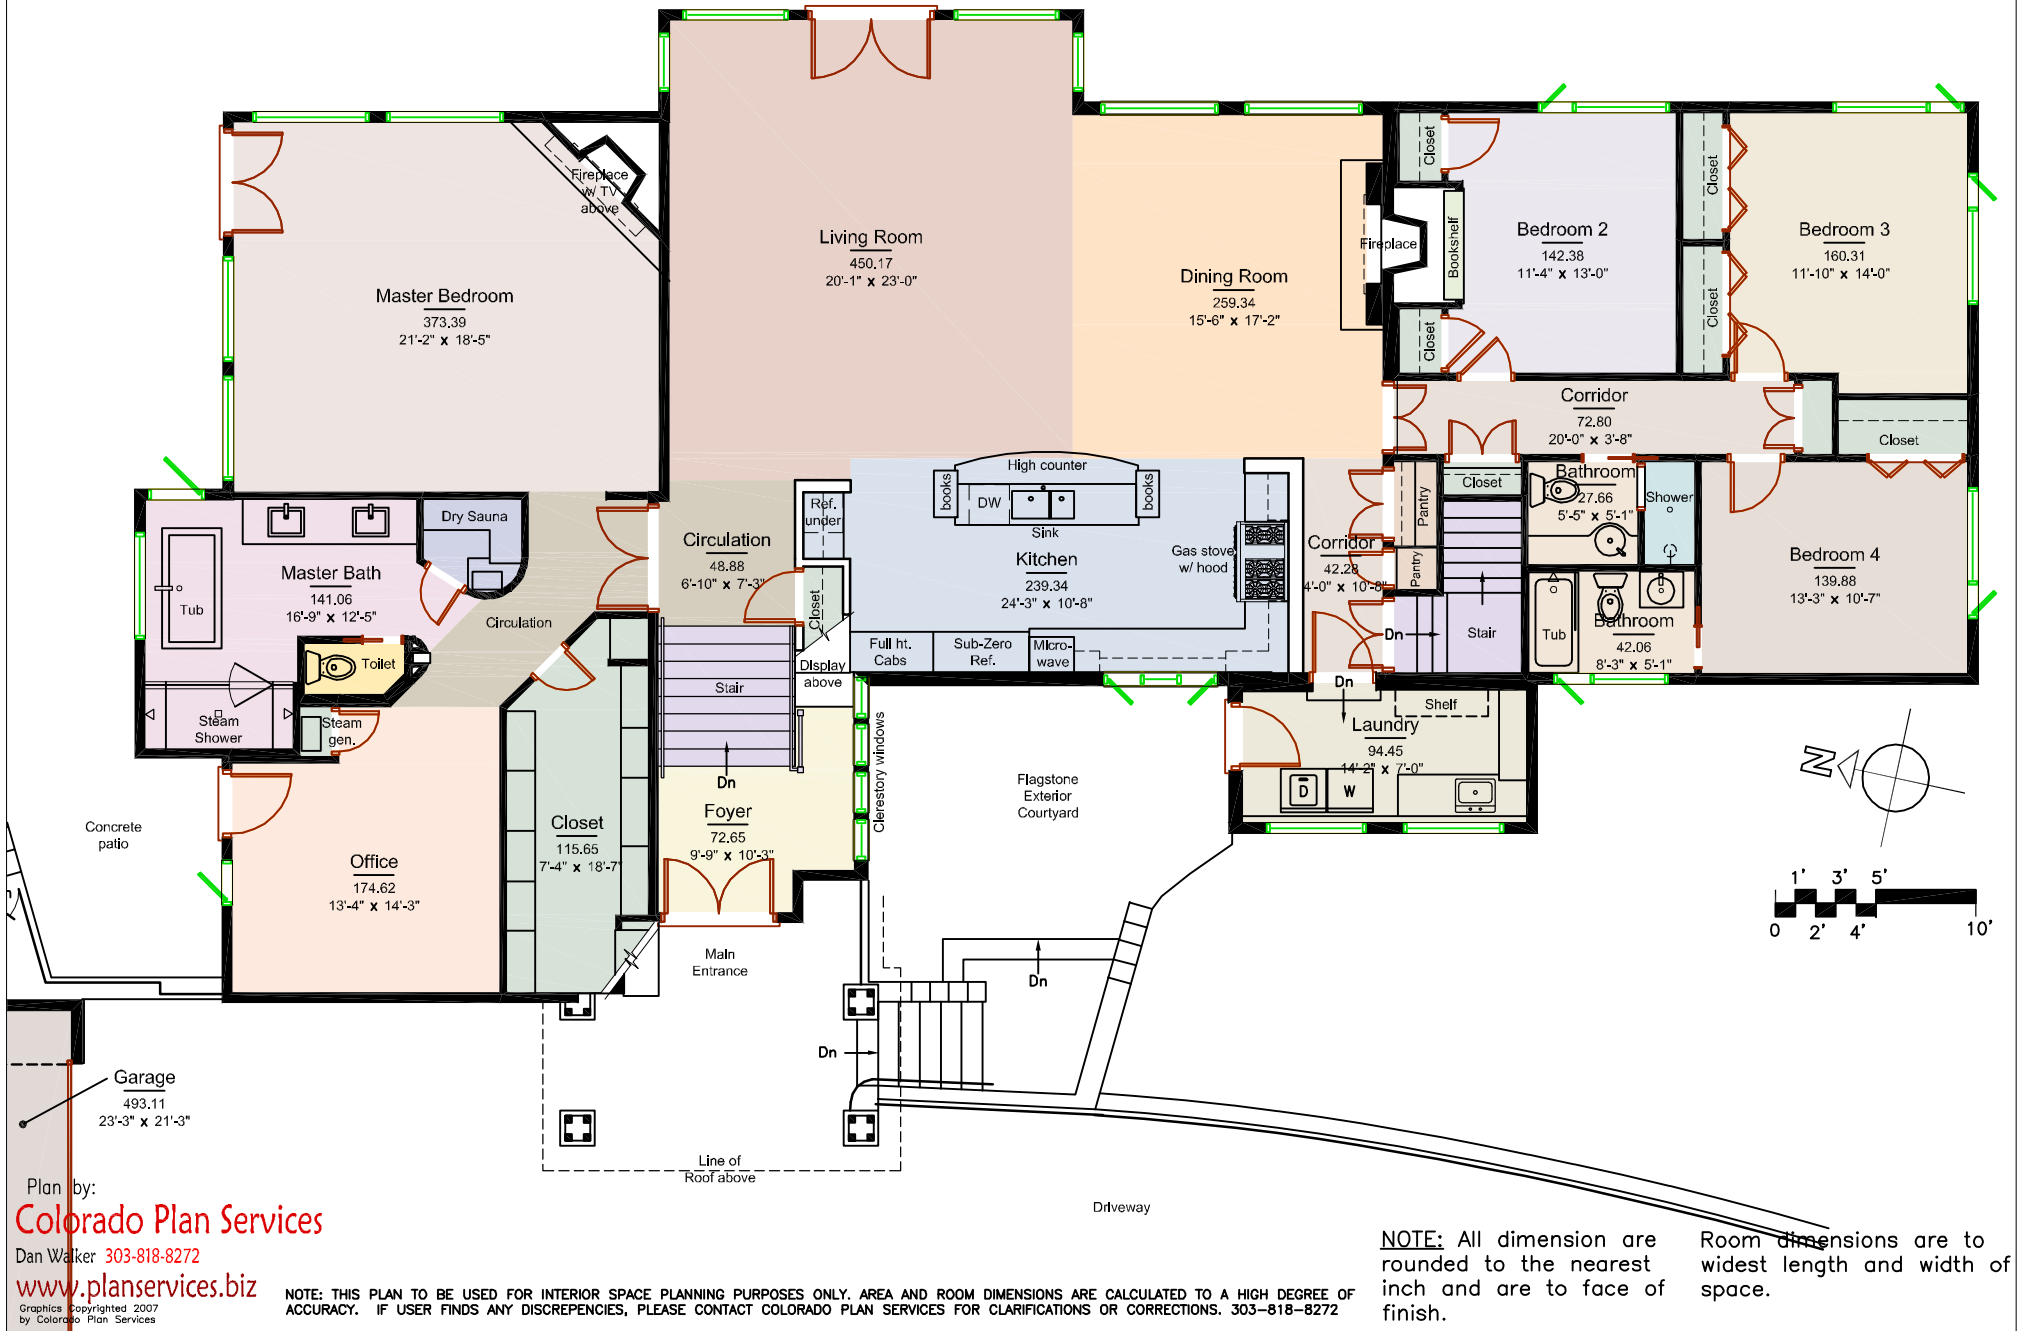 Living Room
450.17
20'-1" x 23'-0"
Fireplace
w/ TV
above
Master Bedroom
373.39
21'-2" x 18'-5"
Dining Room
259.34
15'-6" x 17'-2"
Fireplace
Closet
Bookshelf
Closet
Bedroom 2
142.38
11'-4" x 13'-0"
Closet
Closet
Bedroom 3
160.31
11'-10" x 14'-0"
Corridor
72.80
20'-0" x 3'-8"
Closet
Dry Sauna
Master Bath
141.06
16'-9" x 12'-5"
Tub
Toilet
Steam
Shower
Steam
gen.
Circulation
Circulation
48.88
6'-10" x 7'-3"
Ref.
under
Closet
High counter
books
DW
books
Sink
Kitchen
239.34
24'-3" x 10'-8"
Gas stove
w/ hood
Full ht.
Cabs
Sub-Zero
Ref.
Micro-
wave
Display
above
Corridor
42.28
4'-0" x 10'-8"
Pantry
Pantry
Closet
Dn
Stair
Bathroom
27.66
5'-5" x 5'-1"
Shower
Tub
Bathroom
42.06
8'-3" x 5'-1"
Bedroom 4
139.88
13'-3" x 10'-7"
Stair
Dn
Foyer
72.65
9'-9" x 10'-3"
Clerestory windows
Closet
115.65
7'-4" x 18'-7"
Office
174.62
13'-4" x 14'-3"
Concrete
patio
Flagstone
Exterior
Courtyard
Dn
Shelf
Laundry
94.45
14'-2" x 7'-0"
D
W
N
1' 3' 5'
0 2' 4' 10'
Main
Entrance
Dn
Dn
Garage
493.11
23'-3" x 21'-3"
Line of
Roof above
Driveway
Plan by:
Colorado Plan Services
Dan Walker 303-818-8272
www.planservices.biz
Graphics Copyrighted 2007
by Colorado Plan Services
NOTE: THIS PLAN TO BE USED FOR INTERIOR SPACE PLANNING PURPOSES ONLY. AREA AND ROOM DIMENSIONS ARE CALCULATED TO A HIGH DEGREE OF
ACCURACY. IF USER FINDS ANY DISCREPENCIES, PLEASE CONTACT COLORADO PLAN SERVICES FOR CLARIFICATIONS OR CORRECTIONS. 303-818-8272
NOTE: All dimension are
rounded to the nearest
inch and are to face of
finish.
Room dimensions are to
widest length and width of
space.